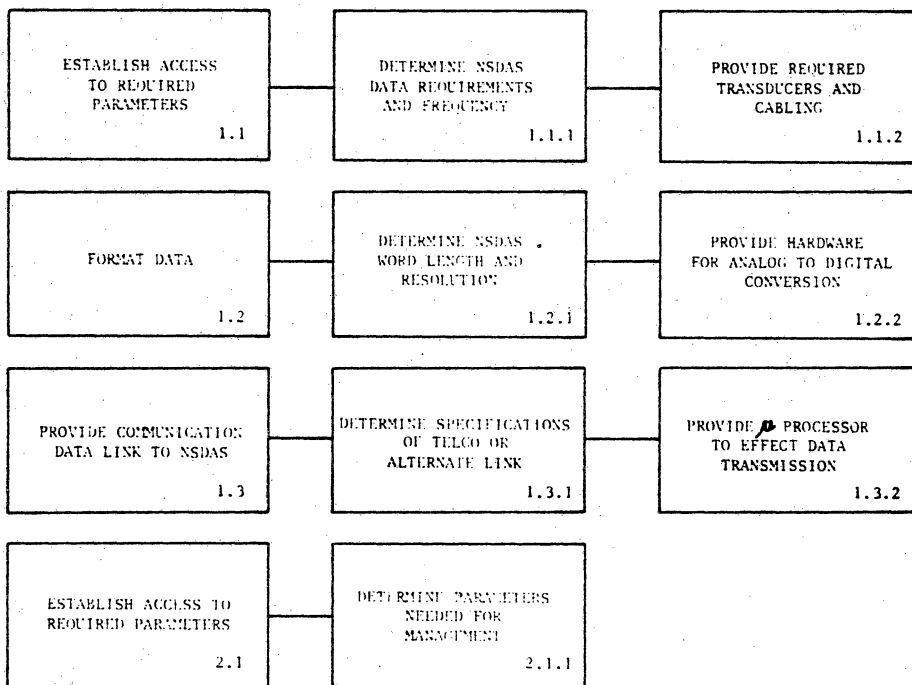 ESTABLISH ACCESS
TO REQUIRED
PARAMETERS
1.1
DETERMINE NSDAS
DATA REQUIREMENTS
AND FREQUENCY
1.1.1
PROVIDE REQUIRED
TRANSDUCERS AND
CABLING
1.1.2
FORMAT DATA
1.2
DETERMINE NSDAS
WORD LENGTH AND
RESOLUTION
1.2.1
PROVIDE HARDWARE
FOR ANALOG TO DIGITAL
CONVERSION
1.2.2
PROVIDE COMMUNICATION
DATA LINK TO NSDAS
1.3
DETERMINE SPECIFICATIONS
OF TELCO OR
ALTERNATE LINK
1.3.1
PROVIDE μ PROCESSOR
TO EFFECT DATA
TRANSMISSION
1.3.2
ESTABLISH ACCESS TO
REQUIRED PARAMETERS
2.1
DETERMINE PARAMETERS
NEEDED FOR
MANAGEMENT
2.1.1